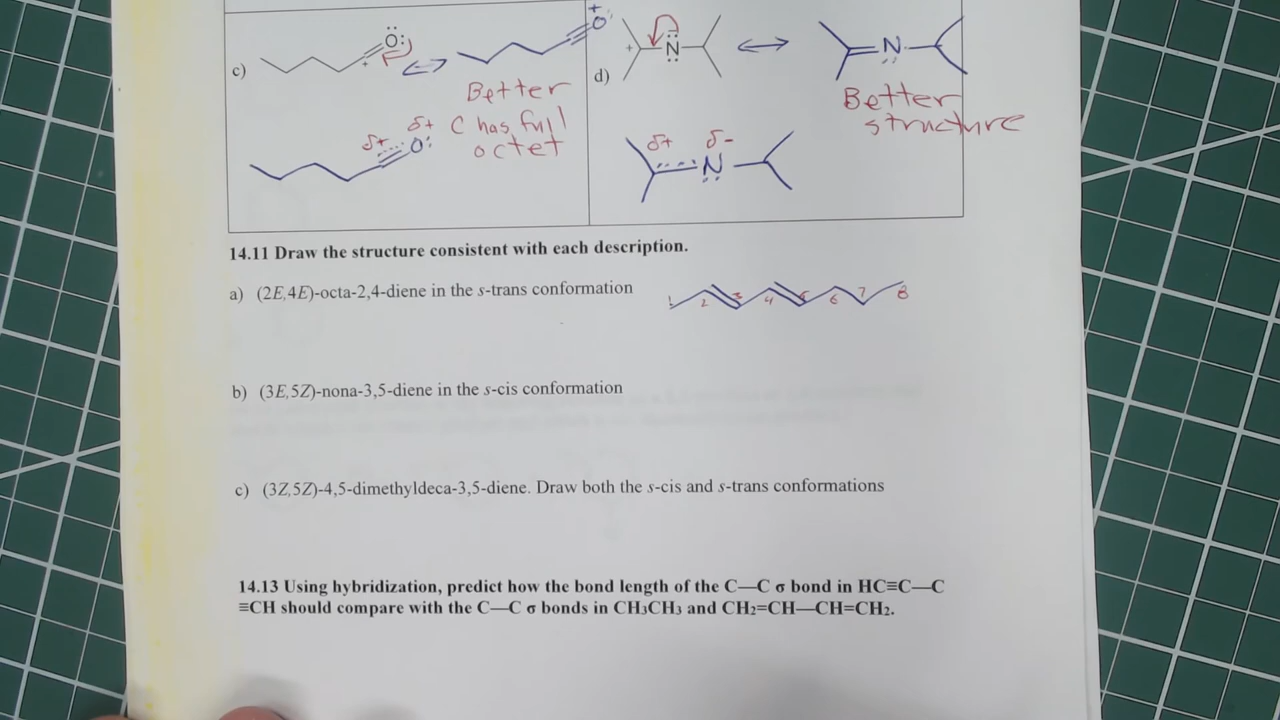 c)
Ö:
+
+
O:
Better
C has full
octet
δ+
δ+
O:
d)
+
N
N
Better
structure
δ+
δ-
N
14.11 Draw the structure consistent with each description.
a) (2E,4E)-octa-2,4-diene in the s-trans conformation
1 2 3 4 5 6 7 8
b) (3E,5Z)-nona-3,5-diene in the s-cis conformation
c) (3Z,5Z)-4,5-dimethyldeca-3,5-diene. Draw both the s-cis and s-trans conformations
14.13 Using hybridization, predict how the bond length of the C—C σ bond in HC≡C—C
≡CH should compare with the C—C σ bonds in CH₃CH₃ and CH₂=CH—CH=CH₂.